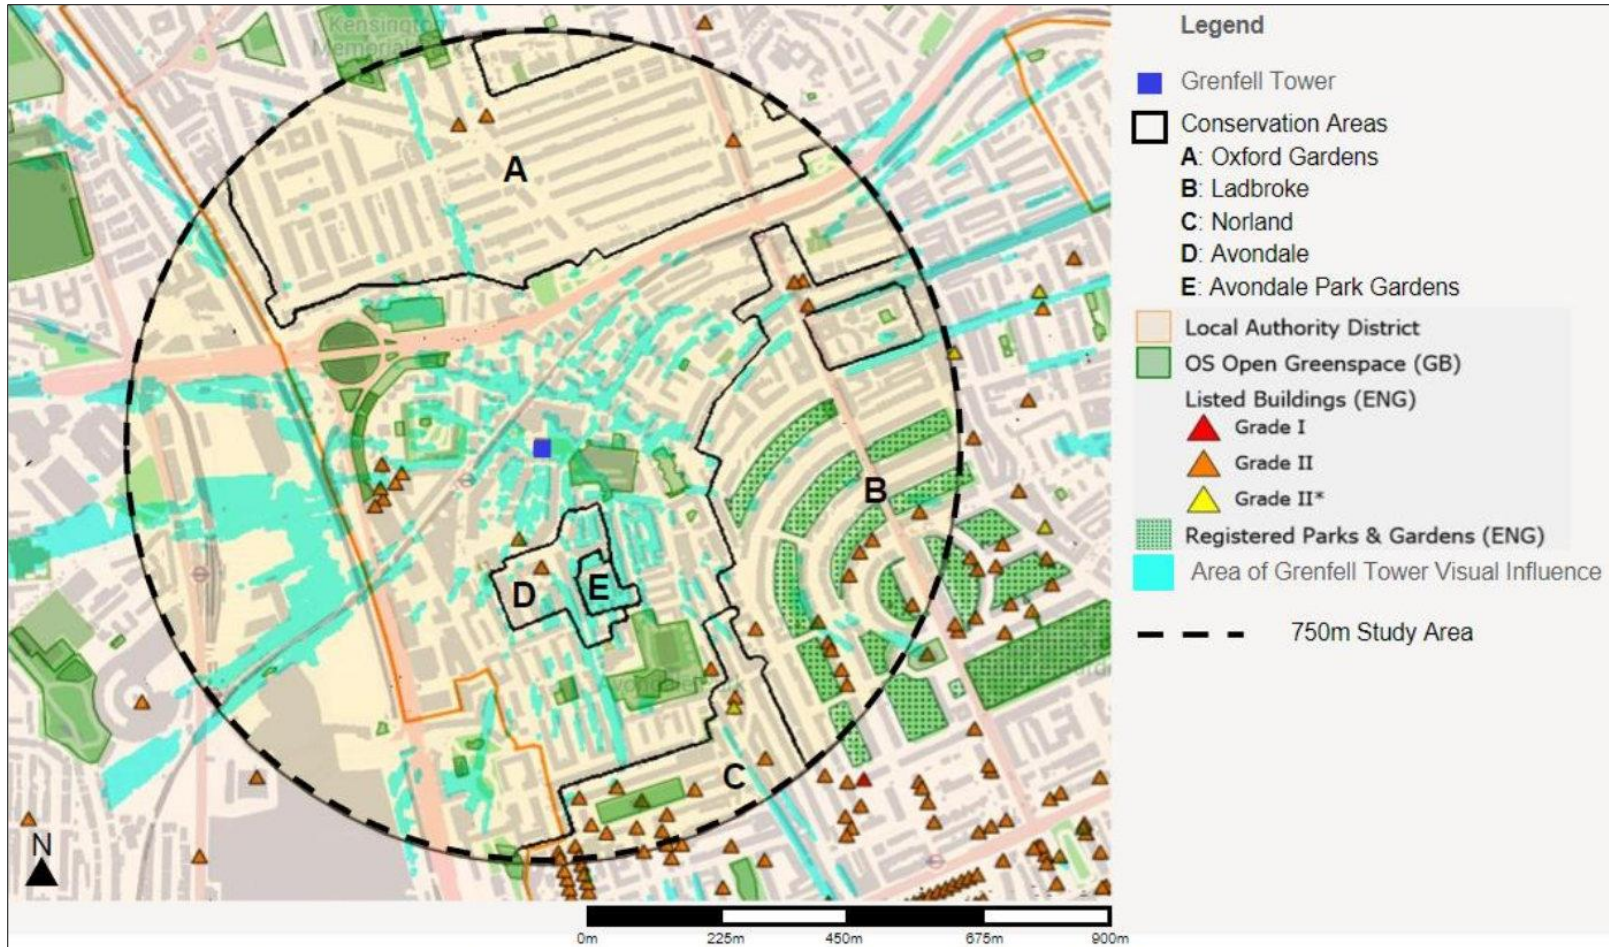 Kensington
Memorial
A
B
C
D
E
N
0m 225m 450m 675m 900m
Legend
Grenfell Tower
Conservation Areas
A: Oxford Gardens
B: Ladbroke
C: Norland
D: Avondale
E: Avondale Park Gardens
Local Authority District
OS Open Greenspace (GB)
Listed Buildings (ENG)
Grade I
Grade II
Grade II*
Registered Parks & Gardens (ENG)
Area of Grenfell Tower Visual Influence
750m Study Area